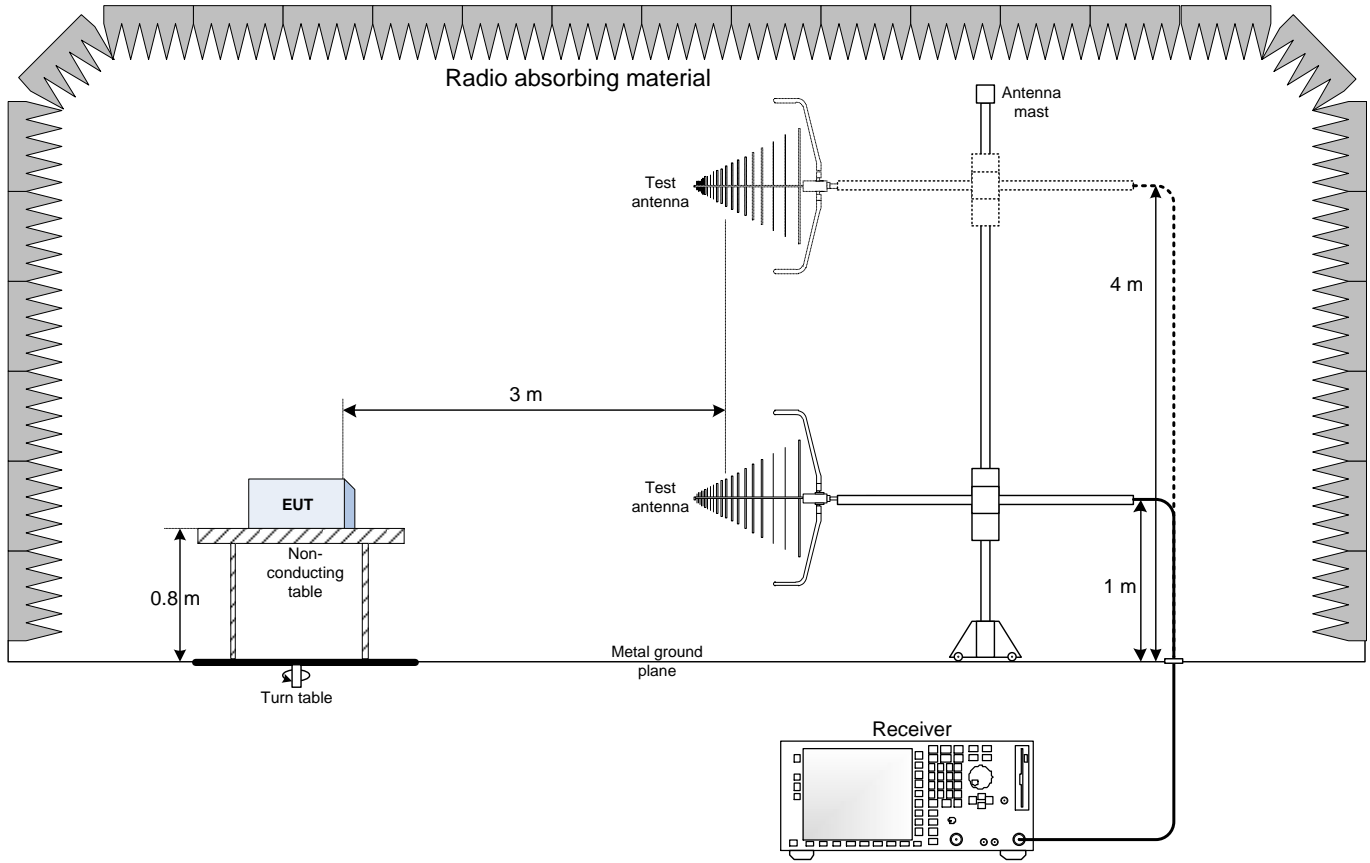 Radio absorbing material
Antenna
mast
Test
antenna
4 m
3 m
Test
antenna
EUT
Non-
conducting
table
0.8 m
1 m
Metal ground
plane
Turn table
Receiver